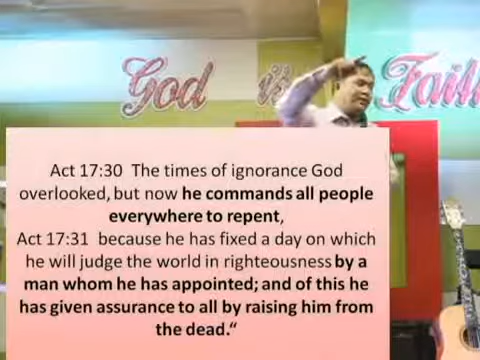 God is Faith
Act 17:30 The times of ignorance God
overlooked, but now he commands all people
everywhere to repent,
Act 17:31 because he has fixed a day on which
he will judge the world in righteousness by a
man whom he has appointed; and of this he
has given assurance to all by raising him from
the dead.“